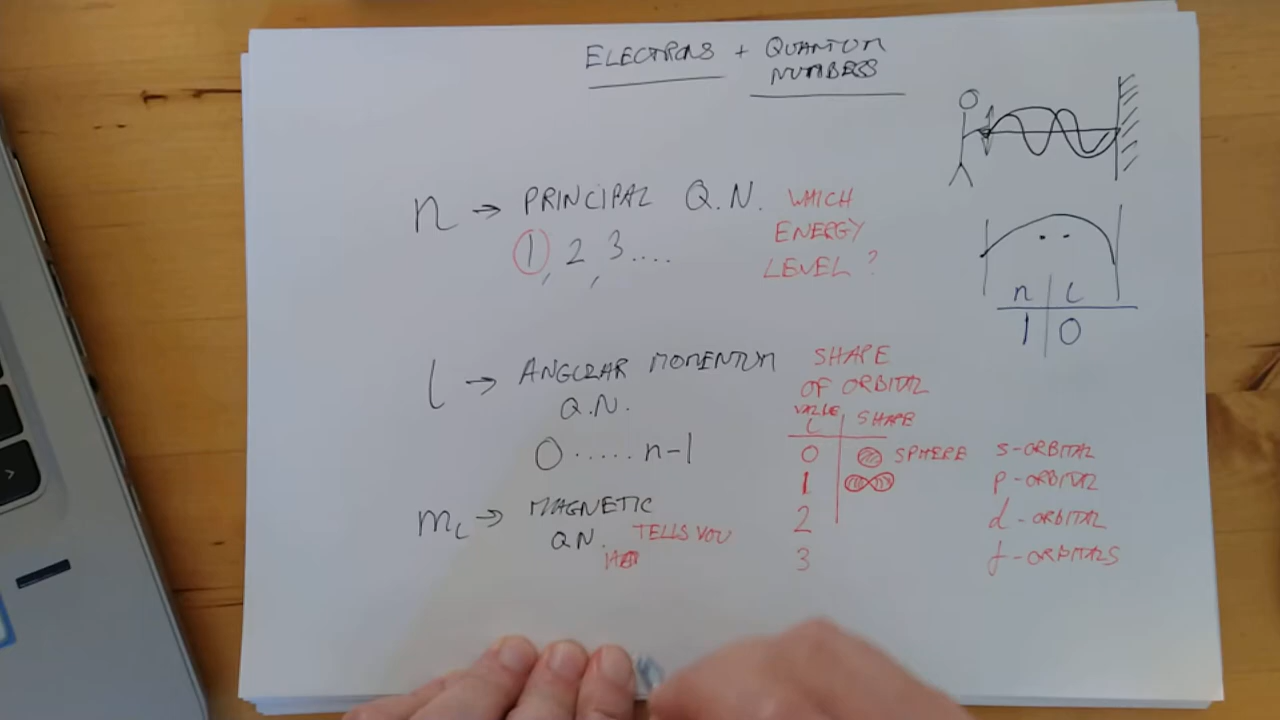 ELECTRONS + QUANTUM
NUMBERS
n → PRINCIPAL Q.N. WHICH
ENERGY
LEVEL ?
1, 2, 3....
n l
1 0
l → ANGULAR MOMENTUM
Q.N.
0 ...... n-1
SHAPE
OF ORBITAL
VALUE
L SHAPE
0 SPHERE S-ORBITAL
1 p-ORBITAL
2 d-ORBITAL
3 f-ORBITALS
mL → MAGNETIC
QN. TELLS YOU